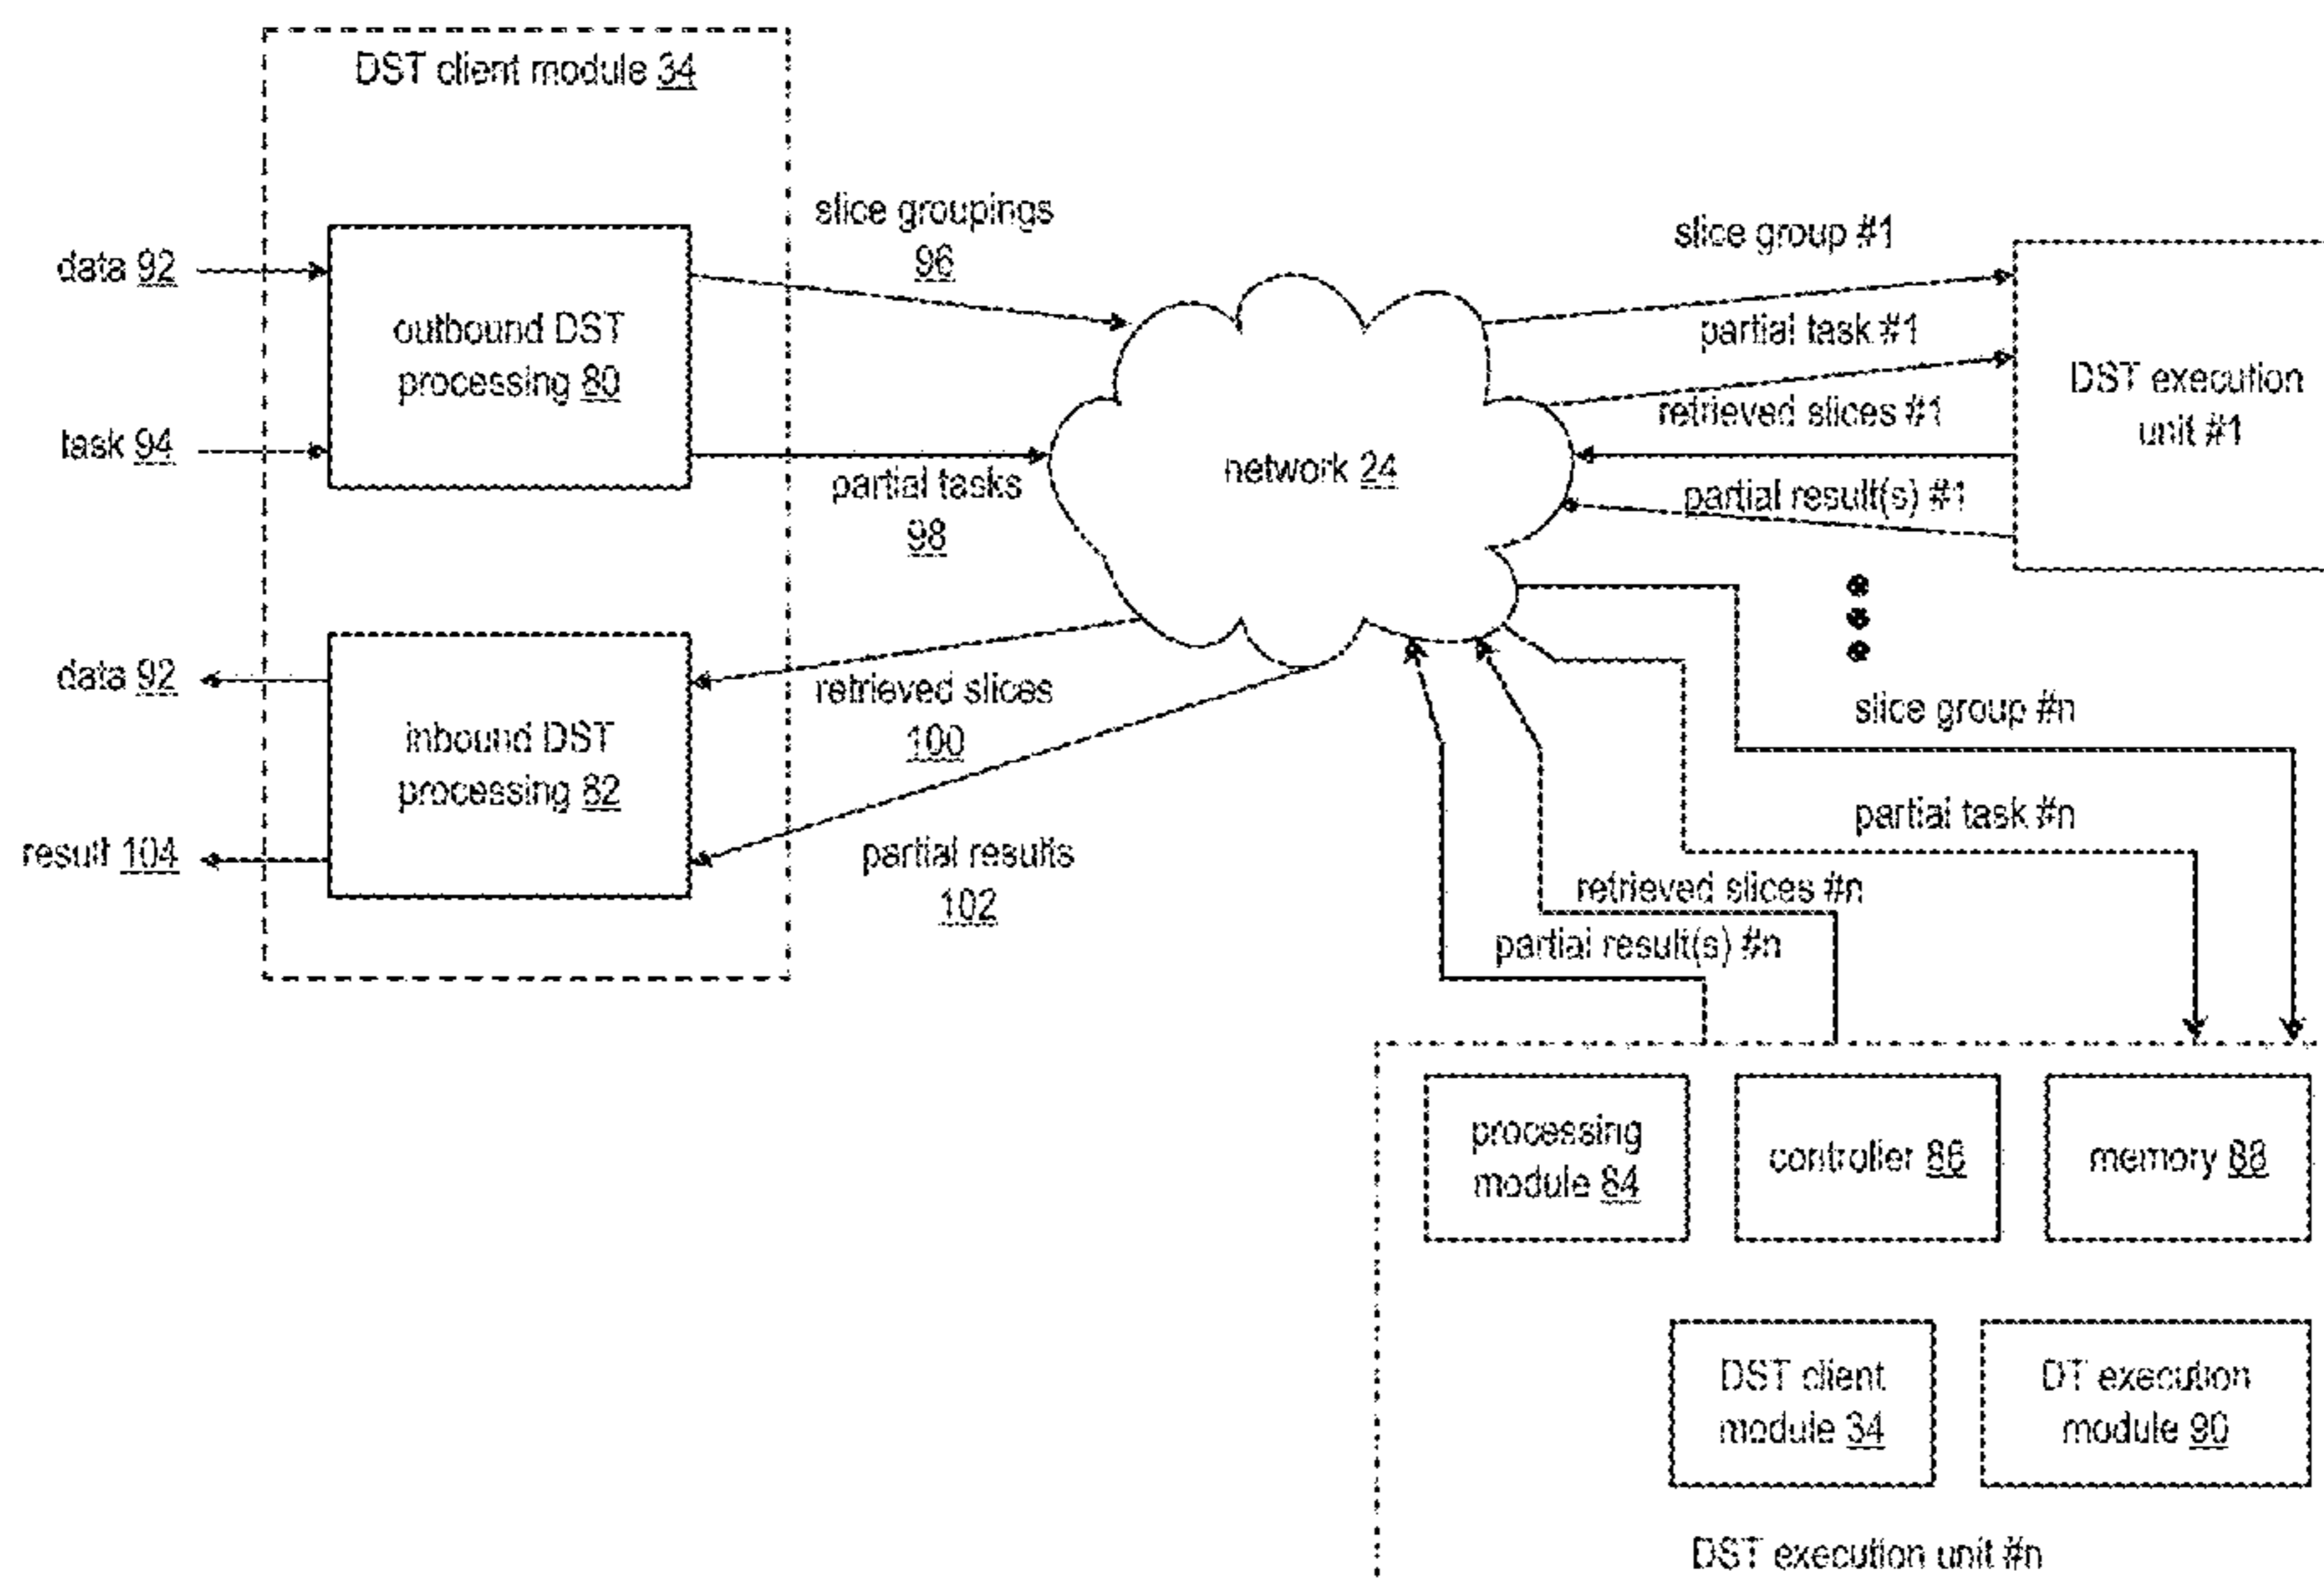 DST client module 34
data 92
outbound DST
processing 80
task 94
slice groupings
96
partial tasks
98
network 24
slice group #1
partial task #1
retrieved slices #1
partial result(s) #1
DST execution
unit #1
data 92
inbound DST
processing 82
result 104
retrieved slices
100
partial results
102
slice group #n
partial task #n
retrieved slices #n
partial result(s) #n
processing
module 84
controller 86
memory 88
DST client
module 34
DT execution
module 90
DST execution unit #n